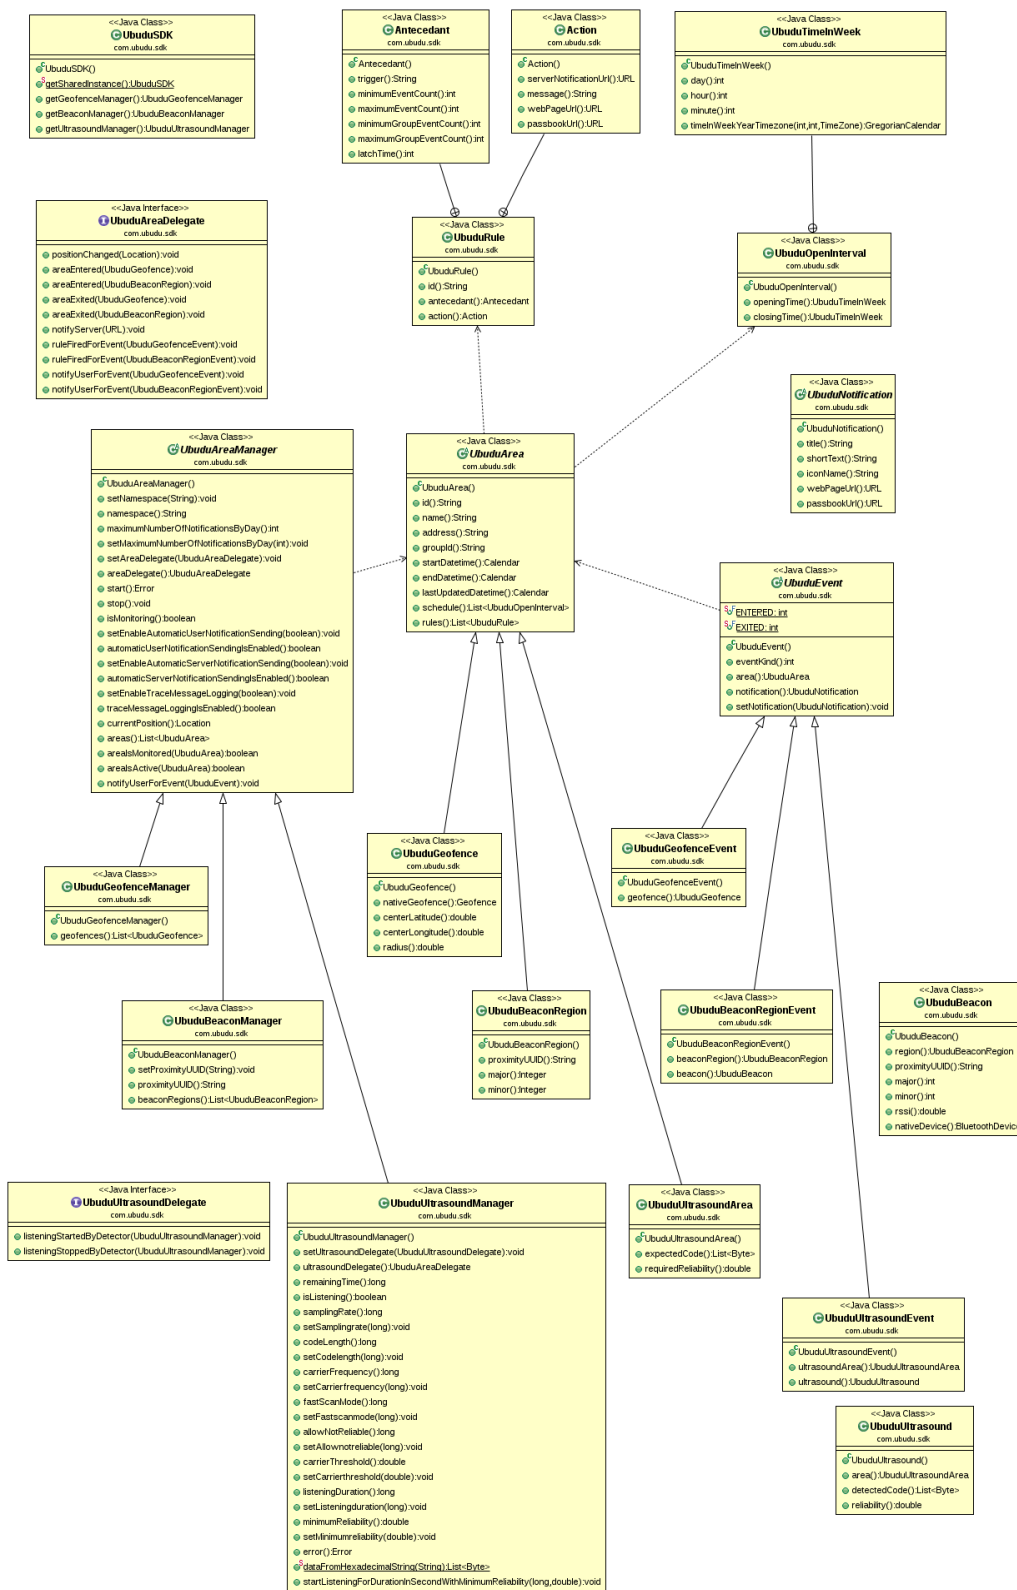 <<Java Class>>
UbuduSDK
com.ubudu.sdk
UbuduSDK()
getSharedInstance():UbuduSDK
getGeofenceManager():UbuduGeofenceManager
getBeaconManager():UbuduBeaconManager
getUltrasoundManager():UbuduUltrasoundManager
<<Java Class>>
Antecedant
com.ubudu.sdk
Antecedant()
trigger():String
minimumEventCount():int
maximumEventCount():int
minimumGroupEventCount():int
maximumGroupEventCount():int
latchTime():int
<<Java Class>>
Action
com.ubudu.sdk
Action()
serverNotificationUrl():URL
message():String
webPageUrl():URL
passbookUrl():URL
<<Java Class>>
UbuduTimeInWeek
com.ubudu.sdk
UbuduTimeInWeek()
day():int
hour():int
minute():int
timeInWeekYearTimezone(int,int,TimeZone):GregorianCalendar
<<Java Interface>>
UbuduAreaDelegate
com.ubudu.sdk
positionChanged(Location):void
areaEntered(UbuduGeofence):void
areaEntered(UbuduBeaconRegion):void
areaExited(UbuduGeofence):void
areaExited(UbuduBeaconRegion):void
notifyServer(URL):void
ruleFiredForEvent(UbuduGeofenceEvent):void
ruleFiredForEvent(UbuduBeaconRegionEvent):void
notifyUserForEvent(UbuduGeofenceEvent):void
notifyUserForEvent(UbuduBeaconRegionEvent):void
<<Java Class>>
UbuduRule
com.ubudu.sdk
UbuduRule()
id():String
antecedant():Antecedant
action():Action
<<Java Class>>
UbuduOpenInterval
com.ubudu.sdk
UbuduOpenInterval()
openingTime():UbuduTimeInWeek
closingTime():UbuduTimeInWeek
<<Java Class>>
UbuduNotification
com.ubudu.sdk
UbuduNotification()
title():String
shortText():String
iconName():String
webPageUrl():URL
passbookUrl():URL
<<Java Class>>
UbuduAreaManager
com.ubudu.sdk
UbuduAreaManager()
setNamespace(String):void
namespace():String
maximumNumberOfNotificationsByDay():int
setMaximumNumberOfNotificationsByDay(int):void
setAreaDelegate(UbuduAreaDelegate):void
areaDelegate():UbuduAreaDelegate
start():Error
stop():void
isMonitoring():boolean
setEnableAutomaticUserNotificationSending(boolean):void
automaticUserNotificationSendingIsEnabled():boolean
setEnableAutomaticServerNotificationSending(boolean):void
automaticServerNotificationSendingIsEnabled():boolean
setEnableTraceMessageLogging(boolean):void
traceMessageLoggingIsEnabled():boolean
currentPosition():Location
areas():List<UbuduArea>
areaIsMonitored(UbuduArea):boolean
areaIsActive(UbuduArea):boolean
notifyUserForEvent(UbuduEvent):void
<<Java Class>>
UbuduArea
com.ubudu.sdk
UbuduArea()
id():String
name():String
address():String
groupId():String
startDatetime():Calendar
endDatetime():Calendar
lastUpdatedDatetime():Calendar
schedule():List<UbuduOpenInterval>
rules():List<UbuduRule>
<<Java Class>>
UbuduEvent
com.ubudu.sdk
ENTERED: int
EXITED: int
UbuduEvent()
eventKind():int
area():UbuduArea
notification():UbuduNotification
setNotification(UbuduNotification):void
<<Java Class>>
UbuduGeofenceManager
com.ubudu.sdk
UbuduGeofenceManager()
geofences():List<UbuduGeofence>
<<Java Class>>
UbuduGeofence
com.ubudu.sdk
UbuduGeofence()
nativeGeofence():Geofence
centerLatitude():double
centerLongitude():double
radius():double
<<Java Class>>
UbuduGeofenceEvent
com.ubudu.sdk
UbuduGeofenceEvent()
geofence():UbuduGeofence
<<Java Class>>
UbuduBeaconManager
com.ubudu.sdk
UbuduBeaconManager()
setProximityUUID(String):void
proximityUUID():String
beaconRegions():List<UbuduBeaconRegion>
<<Java Class>>
UbuduBeaconRegion
com.ubudu.sdk
UbuduBeaconRegion()
proximityUUID():String
major():Integer
minor():Integer
<<Java Class>>
UbuduBeaconRegionEvent
com.ubudu.sdk
UbuduBeaconRegionEvent()
beaconRegion():UbuduBeaconRegion
beacon():UbuduBeacon
<<Java Class>>
UbuduBeacon
com.ubudu.sdk
UbuduBeacon()
region():UbuduBeaconRegion
proximityUUID():String
major():int
minor():int
rssi():double
nativeDevice():BluetoothDevice
<<Java Interface>>
UbuduUltrasoundDelegate
com.ubudu.sdk
listeningStartedByDetector(UbuduUltrasoundManager):void
listeningStoppedByDetector(UbuduUltrasoundManager):void
<<Java Class>>
UbuduUltrasoundManager
com.ubudu.sdk
UbuduUltrasoundManager()
setUltrasoundDelegate(UbuduUltrasoundDelegate):void
ultrasoundDelegate():UbuduAreaDelegate
remainingTime():long
isListening():boolean
samplingRate():long
setSamplingrate(long):void
codeLength():long
setCodelength(long):void
carrierFrequency():long
setCarrierfrequency(long):void
fastScanMode():long
setFastscanmode(long):void
allowNotReliable():long
setAllownotreliable(long):void
carrierThreshold():double
setCarrierthreshold(double):void
listeningDuration():long
setListeningduration(long):void
minimumReliability():double
setMinimumreliability(double):void
error():Error
dataFromHexadecimalString(String):List<Byte>
startListeningForDurationInSecondWithMinimumReliability(long,double):void
<<Java Class>>
UbuduUltrasoundArea
com.ubudu.sdk
UbuduUltrasoundArea()
expectedCode():List<Byte>
requiredReliability():double
<<Java Class>>
UbuduUltrasoundEvent
com.ubudu.sdk
UbuduUltrasoundEvent()
ultrasoundArea():UbuduUltrasoundArea
ultrasound():UbuduUltrasound
<<Java Class>>
UbuduUltrasound
com.ubudu.sdk
UbuduUltrasound()
area():UbuduUltrasoundArea
detectedCode():List<Byte>
reliability():double